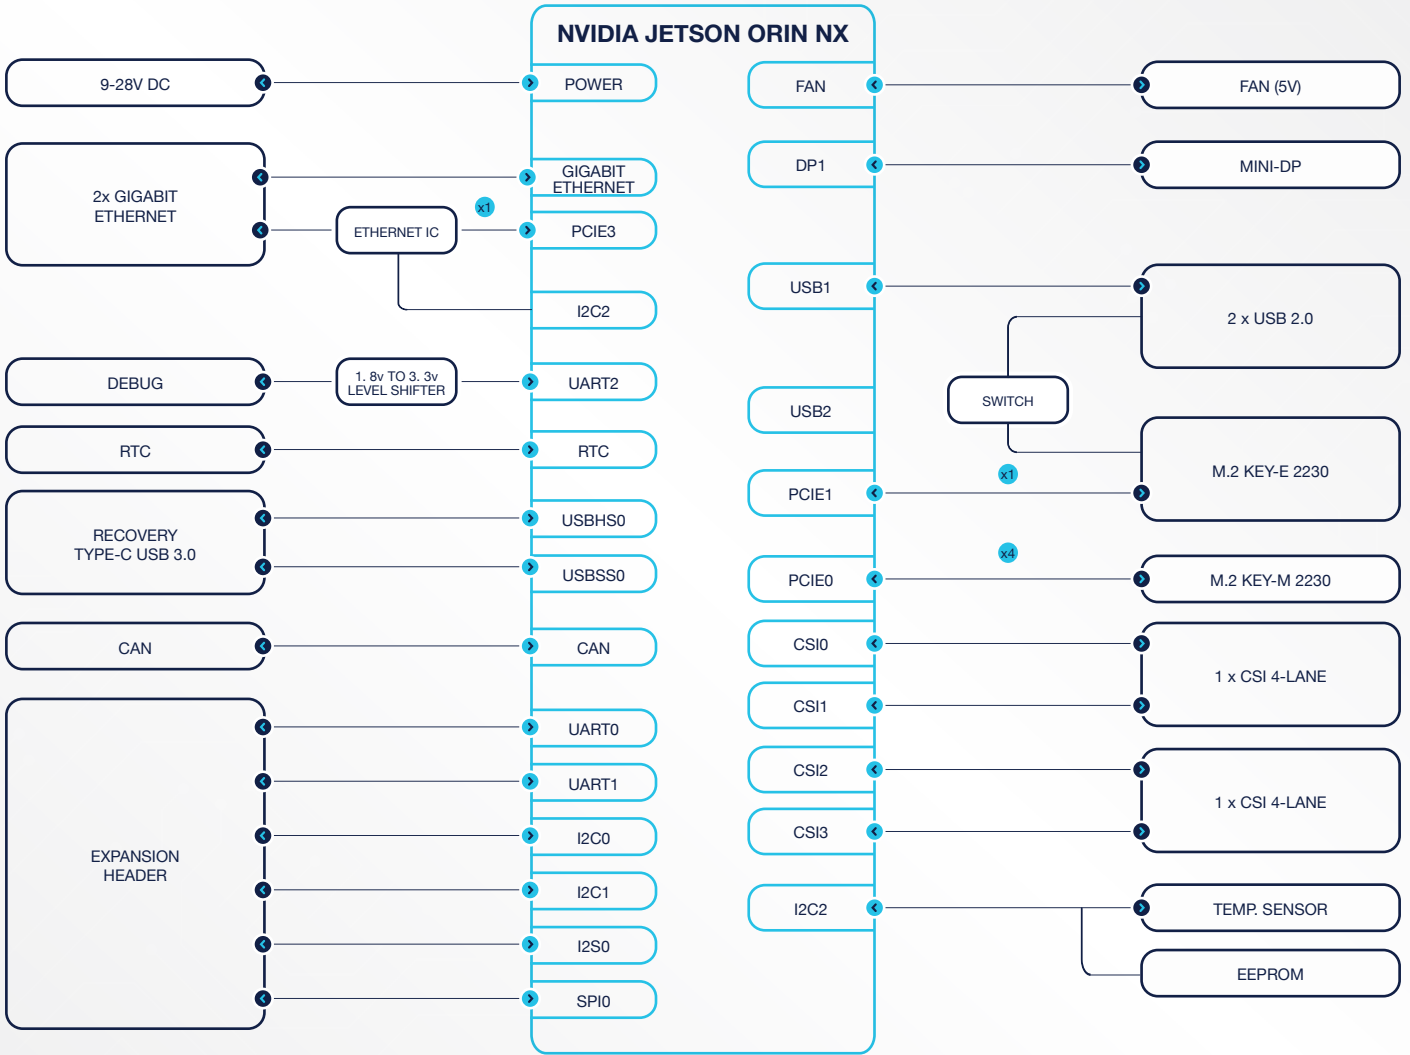 NVIDIA JETSON ORIN NX
9-28V DC
POWER
2x GIGABIT
ETHERNET
GIGABIT
ETHERNET
x1
ETHERNET IC
PCIE3
I2C2
DEBUG
1. 8v TO 3. 3v
LEVEL SHIFTER
UART2
RTC
RTC
RECOVERY
TYPE-C USB 3.0
USBHS0
USBSS0
CAN
CAN
EXPANSION
HEADER
UART0
UART1
I2C0
I2C1
I2S0
SPI0
FAN
FAN (5V)
DP1
MINI-DP
USB1
2 x USB 2.0
SWITCH
USB2
M.2 KEY-E 2230
x1
PCIE1
x4
PCIE0
M.2 KEY-M 2230
CSI0
1 x CSI 4-LANE
CSI1
CSI2
1 x CSI 4-LANE
CSI3
I2C2
TEMP. SENSOR
EEPROM